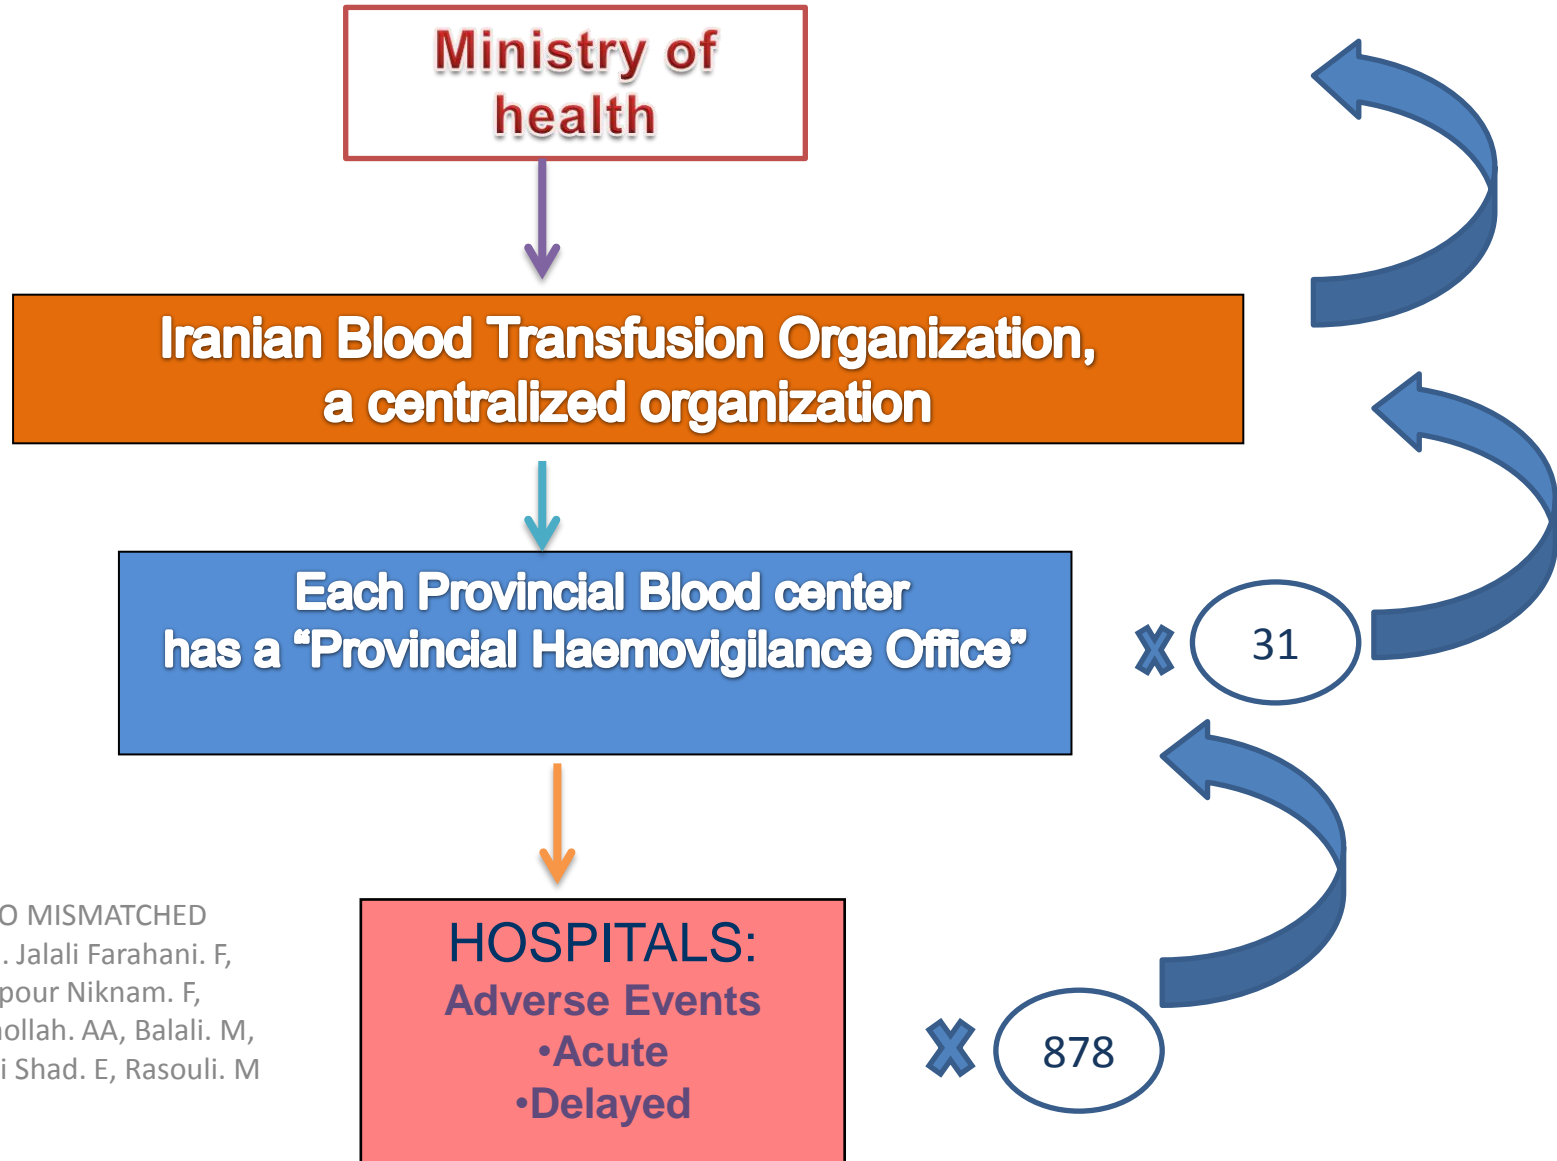 Ministry of
health
Iranian Blood Transfusion Organization,
a centralized organization
Each Provincial Blood center
has a “Provincial Haemovigilance Office”
31
O MISMATCHED
. Jalali Farahani. F,
pour Niknam. F,
ollah. AA, Balali. M,
i Shad. E, Rasouli. M
HOSPITALS:
Adverse Events
•Acute
•Delayed
878